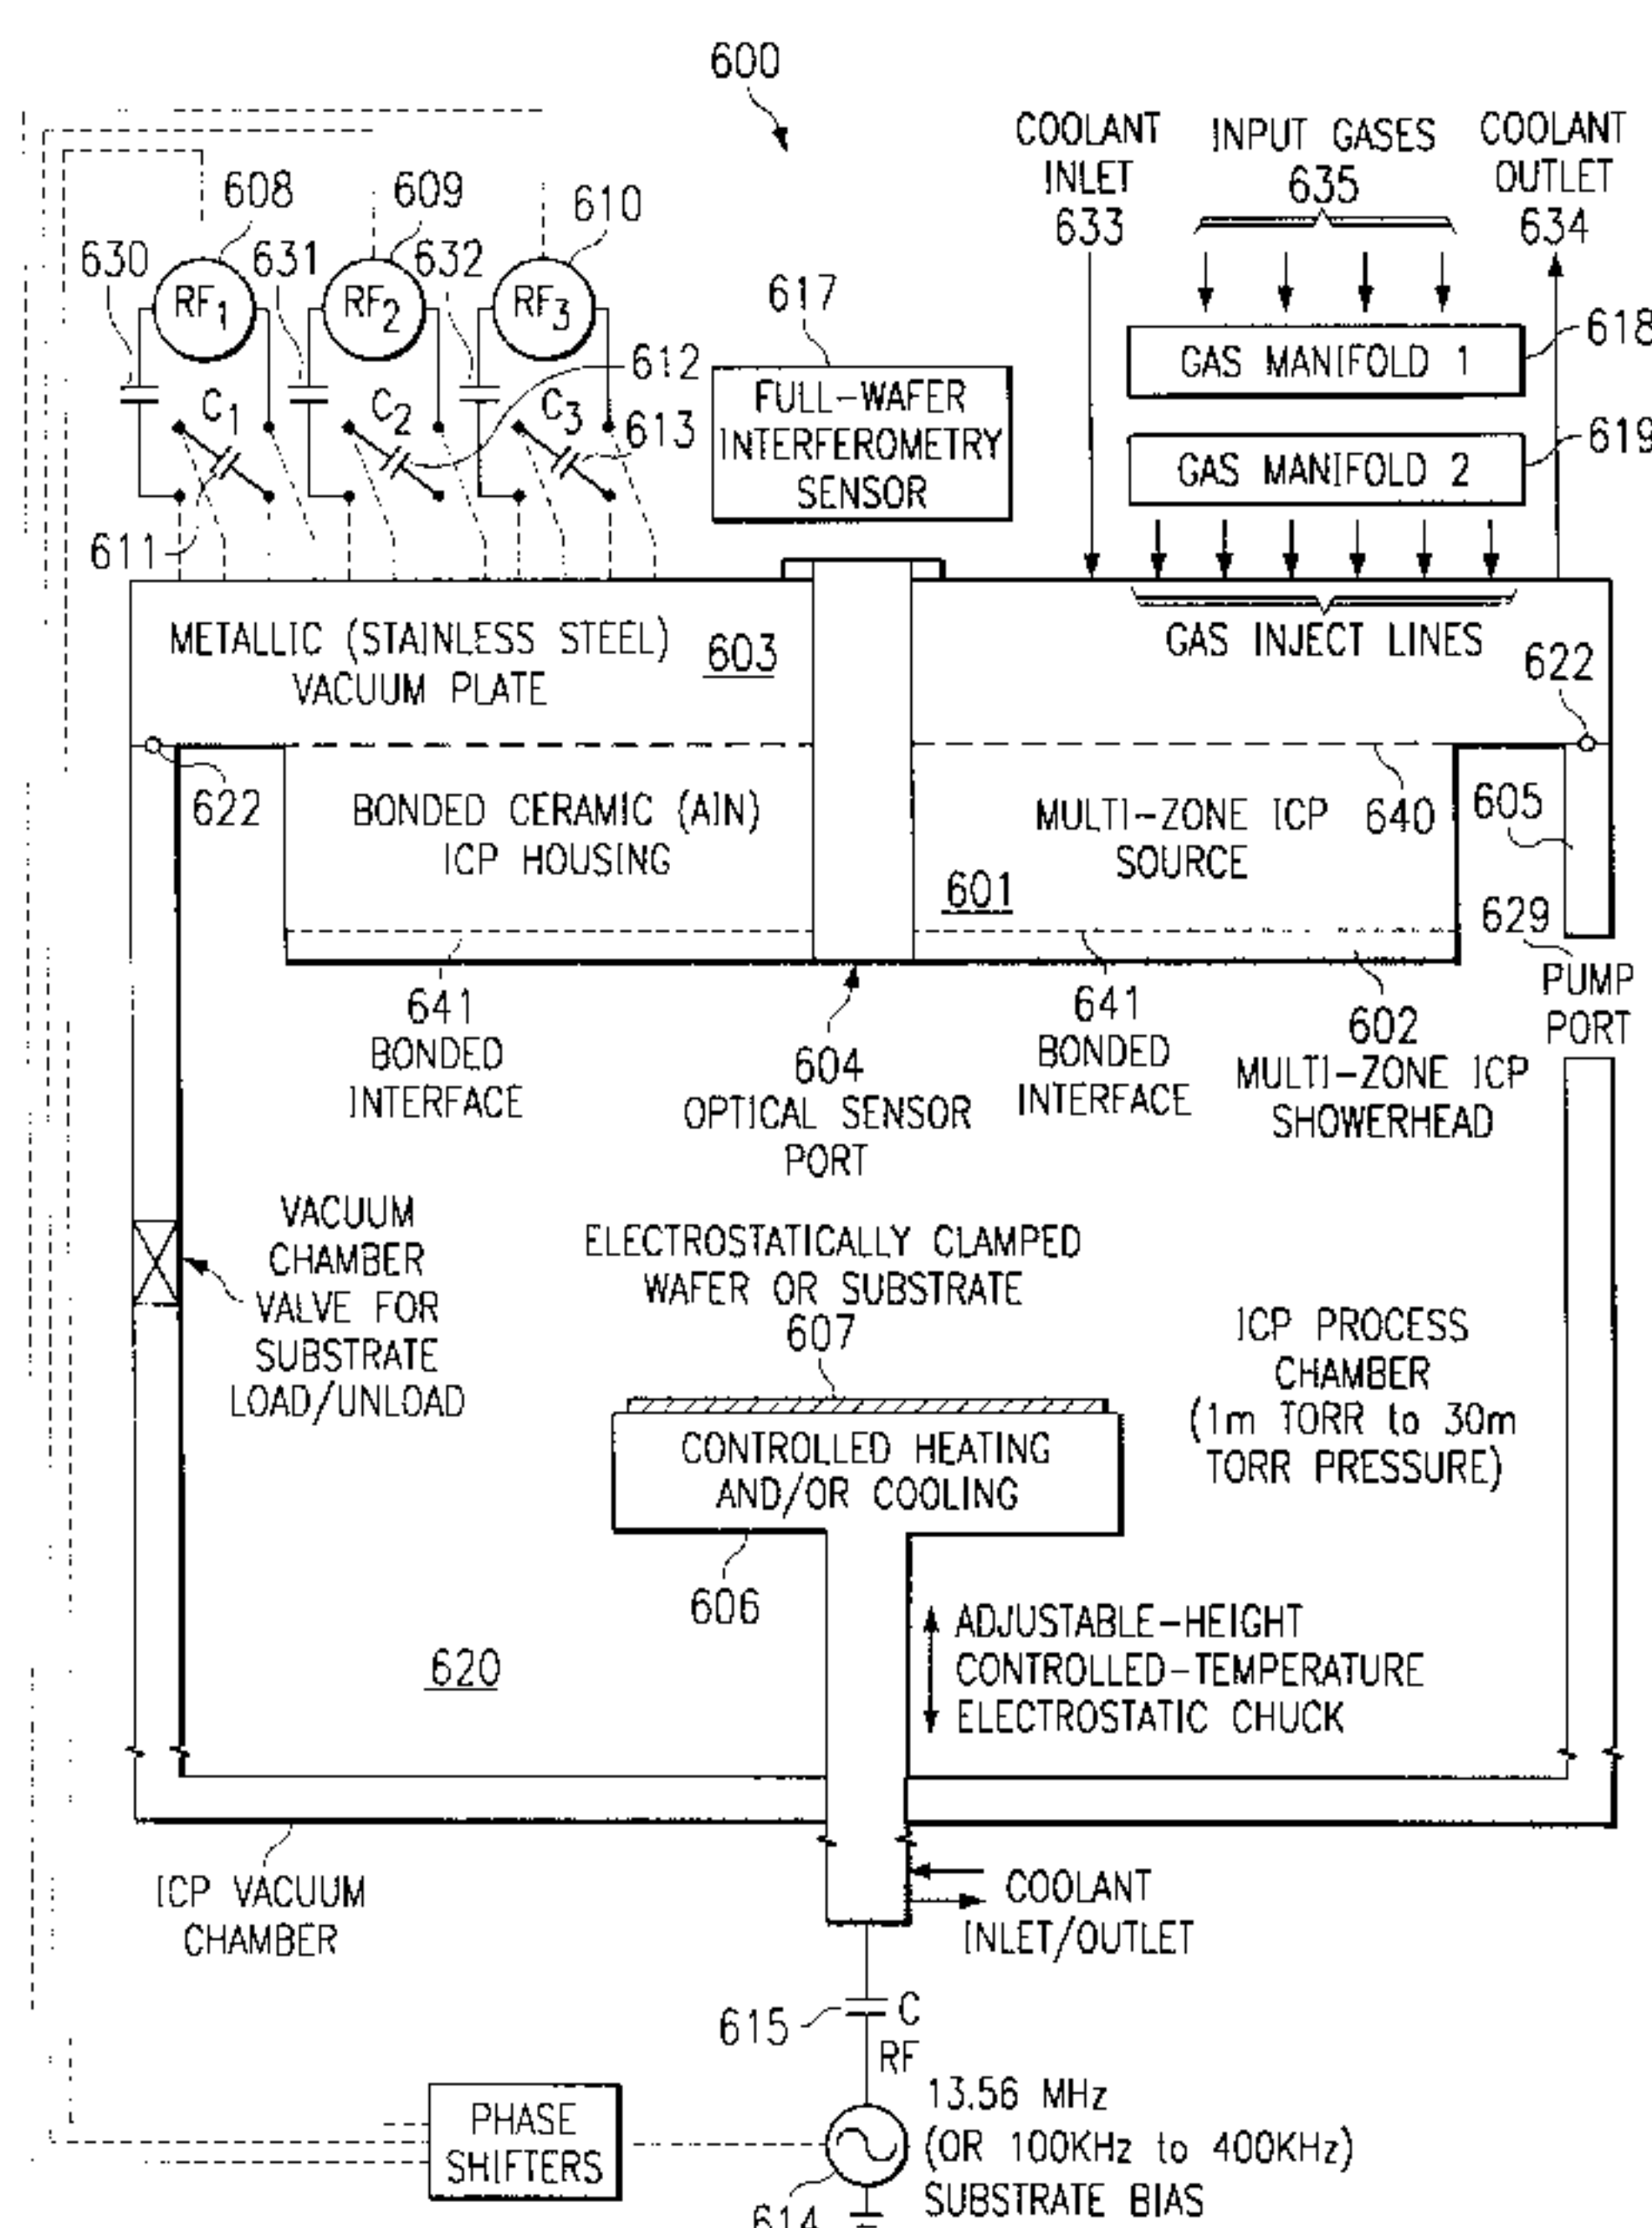 600
COOLANT
INLET
633
INPUT GASES
635
COOLANT
OUTLET
634
608
609
610
630
631
632
RF1
RF2
RF3
617
618
GAS MANIFOLD 1
612
C1
C2
C3
613
FULL-WAFER
INTERFEROMETRY
SENSOR
619
GAS MANIFOLD 2
611
METALLIC (STAINLESS STEEL)
VACUUM PLATE
603
GAS INJECT LINES
622
622
BONDED CERAMIC (AIN)
ICP HOUSING
MULTI-ZONE ICP
SOURCE
640
605
601
629
PUMP
PORT
641
BONDED
INTERFACE
604
OPTICAL SENSOR
PORT
641
BONDED
INTERFACE
602
MULTI-ZONE ICP
SHOWERHEAD
VACUUM
CHAMBER
VALVE FOR
SUBSTRATE
LOAD/UNLOAD
ELECTROSTATICALLY CLAMPED
WAFER OR SUBSTRATE
607
ICP PROCESS
CHAMBER
(1m TORR to 30m
TORR PRESSURE)
CONTROLLED HEATING
AND/OR COOLING
606
620
ADJUSTABLE-HEIGHT
CONTROLLED-TEMPERATURE
ELECTROSTATIC CHUCK
ICP VACUUM
CHAMBER
COOLANT
INLET/OUTLET
615
C
RF
PHASE
SHIFTERS
13.56 MHz
(OR 100KHz to 400KHz)
SUBSTRATE BIAS
614